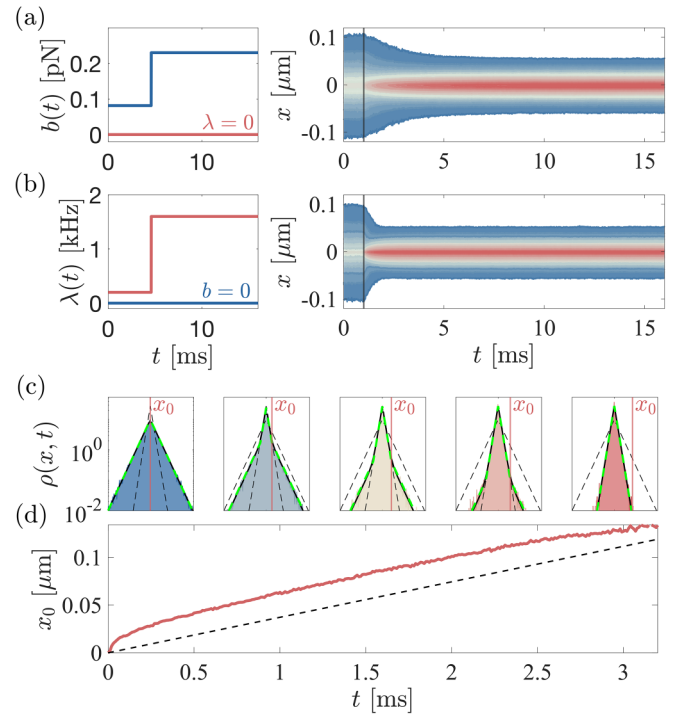 (a)
b(t) [pN]
0.2
0.1
0
λ = 0
0
10
x [μm]
0.1
0
-0.1
0
5
10
15
(b)
λ(t) [kHz]
2
1
0
b = 0
0
10
t [ms]
x [μm]
0.1
0
-0.1
0
5
10
15
t [ms]
(c)
ρ(x, t)
10⁰
10⁻²
x₀
x₀
x₀
x₀
x₀
(d)
x₀ [μm]
0.1
0.05
0
0
0.5
1
1.5
2
2.5
3
t [ms]